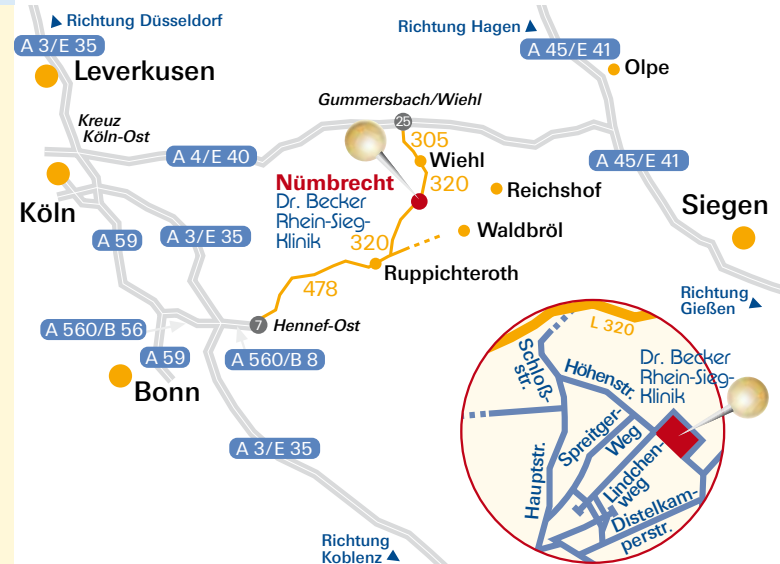 Richtung Düsseldorf
A 3/E 35
Leverkusen
Richtung Hagen
A 45/E 41
Olpe
Kreuz
Köln-Ost
Gummersbach/Wiehl
25
305
A 4/E 40
Wiehl
320
A 45/E 41
Nümbrecht
Dr. Becker
Rhein-Sieg-
Klinik
Reichshof
Köln
Siegen
A 59
A 3/E 35
320
Waldbröl
Ruppichteroth
478
Richtung
Gießen
A 560/B 56
7
Hennef-Ost
A 59
A 560/B 8
Bonn
A 3/E 35
Richtung
Koblenz
L 320
Schloß-
str.
Höhenstr.
Dr. Becker
Rhein-Sieg-
Klinik
Spreitger-
Weg
Hauptstr.
Lindchen-
weg
Distelkam-
perstr.